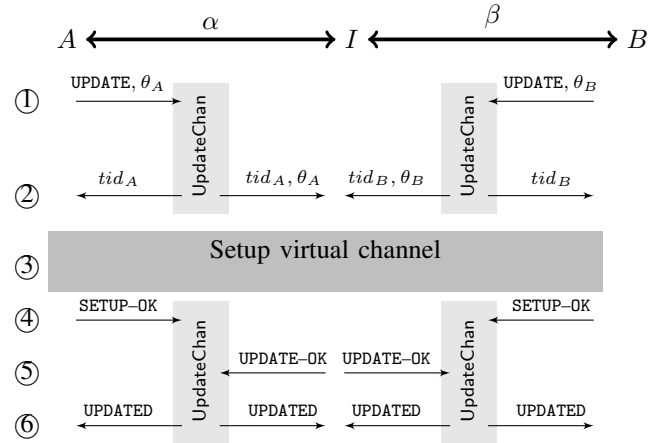 α β
A I B
① UPDATE, θ_A UPDATE, θ_B
UpdateChan UpdateChan
② tid_A tid_A, θ_A tid_B, θ_B tid_B
③ Setup virtual channel
④ SETUP–OK SETUP–OK
UpdateChan UpdateChan
⑤ UPDATE–OK UPDATE–OK
⑥ UPDATED UPDATED UPDATED UPDATED